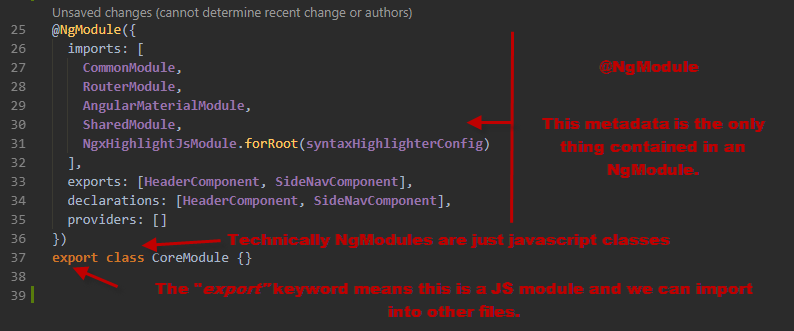 Unsaved changes (cannot determine recent change or authors)
25 @NgModule({
26 imports: [
27 CommonModule,
28 RouterModule,
29 AngularMaterialModule,
30 SharedModule,
31 NgxHighlightJsModule.forRoot(syntaxHighlighterConfig)
32 ],
33 exports: [HeaderComponent, SideNavComponent],
34 declarations: [HeaderComponent, SideNavComponent],
35 providers: []
36 })
37 export class CoreModule {}
38
39
@NgModule
This metadata is the only
thing contained in an
NgModule.
Technically NgModules are just javascript classes
The "export" keyword means this is a JS module and we can import
into other files.